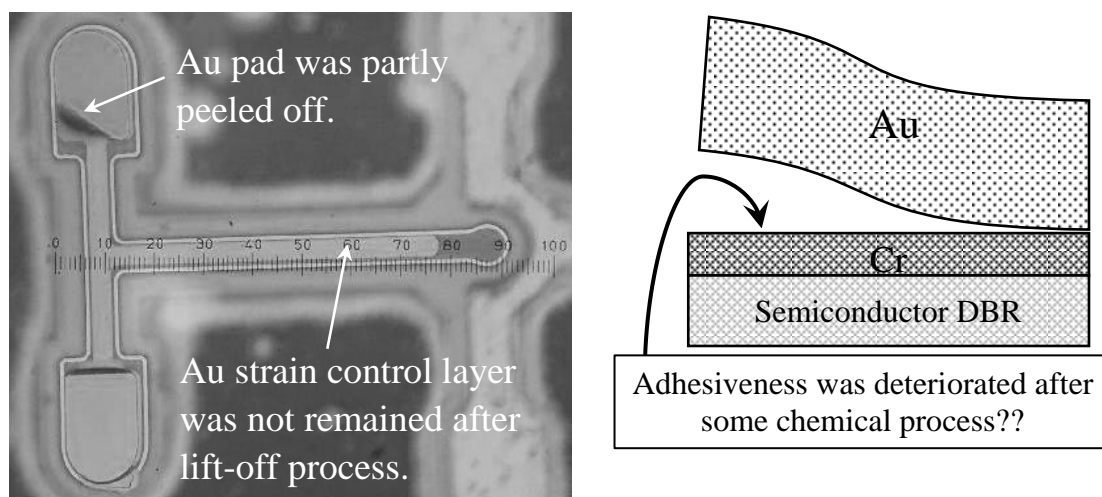 Au pad was partly
peeled off.
.0 10 20 30 40 50 60 70 80 90 100
Au strain control layer
was not remained after
lift-off process.
Au
Cr
Semiconductor DBR
Adhesiveness was deteriorated after
some chemical process??